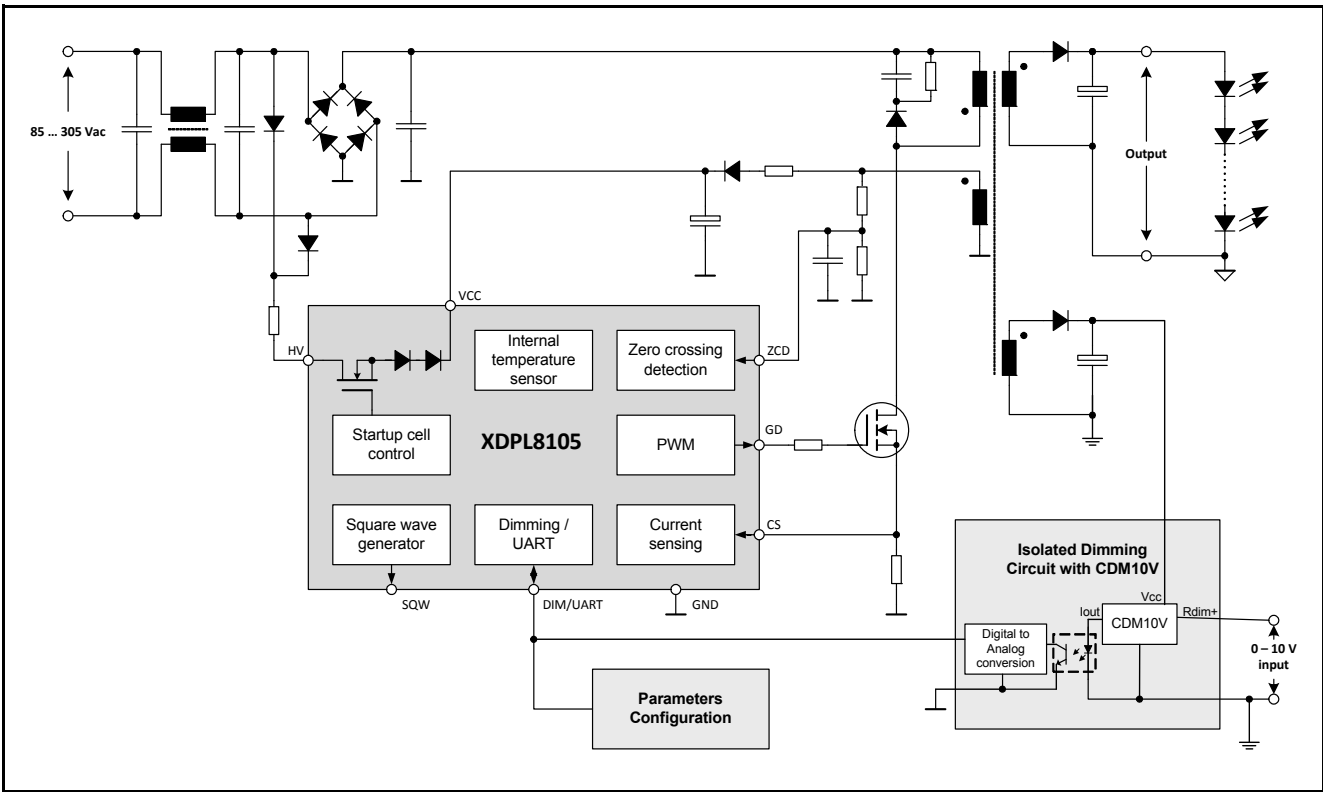 85 ... 305 Vac
Output
VCC
HV
Internal
temperature
sensor
Zero crossing
detection
ZCD
Startup cell
control
XDPL8105
PWM
GD
Square wave
generator
Dimming /
UART
Current
sensing
CS
SQW
DIM/UART
GND
Isolated Dimming
Circuit with CDM10V
Vcc
Iout
Rdim+
CDM10V
Digital to
Analog
conversion
0 – 10 V
input
Parameters
Configuration